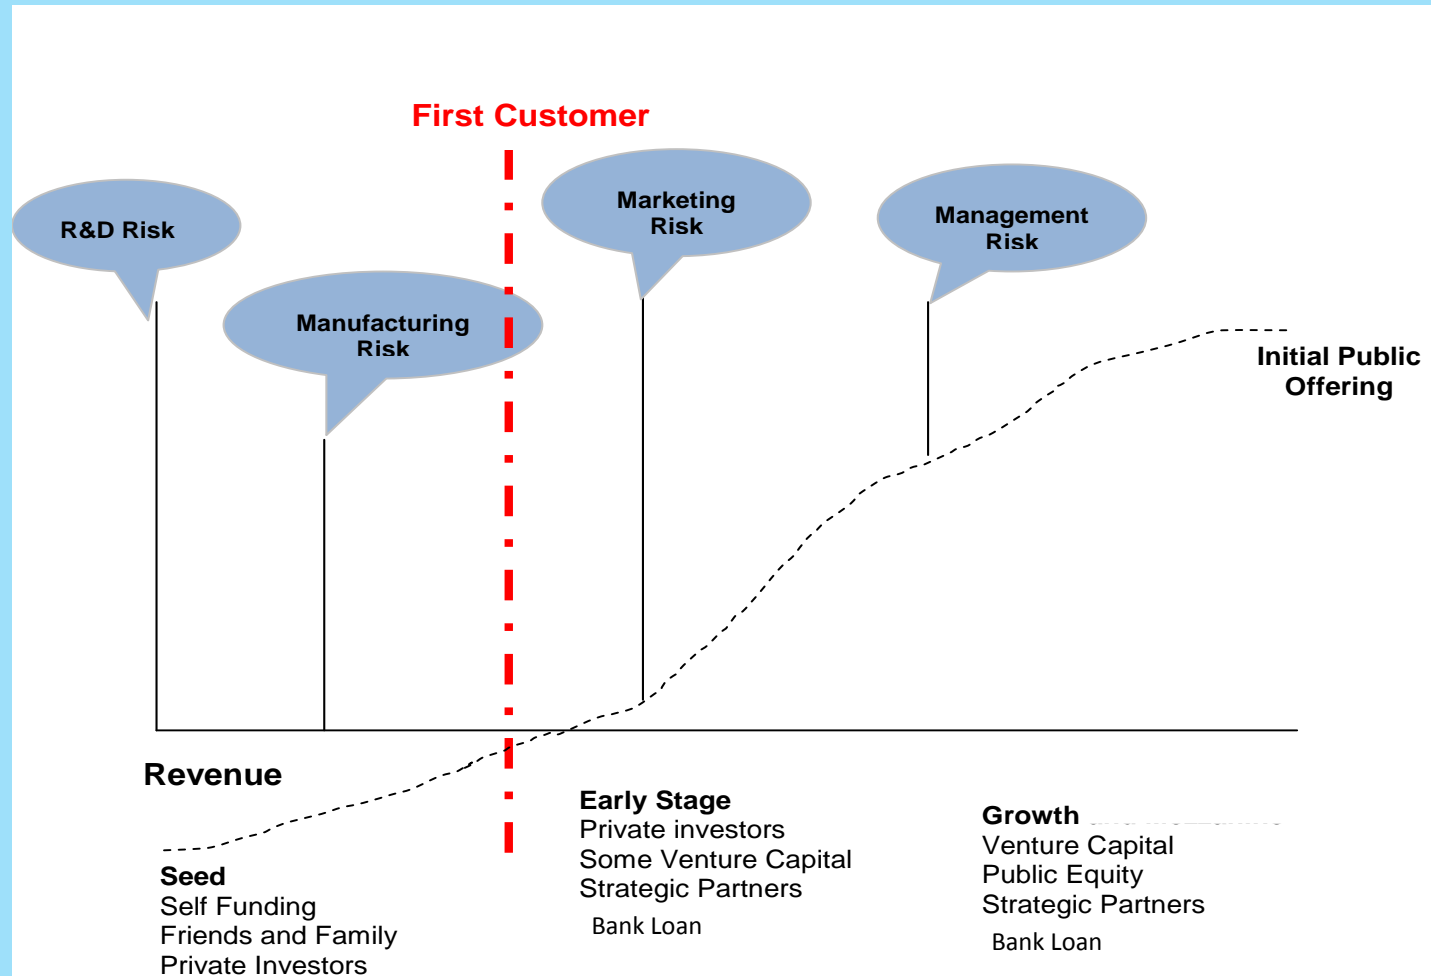 First Customer
R&D Risk
Manufacturing
Risk
Marketing
Risk
Management
Risk
Initial Public
Offering
Revenue
Seed
Self Funding
Friends and Family
Private Investors
Early Stage
Private investors
Some Venture Capital
Strategic Partners
Bank Loan
Growth
Venture Capital
Public Equity
Strategic Partners
Bank Loan